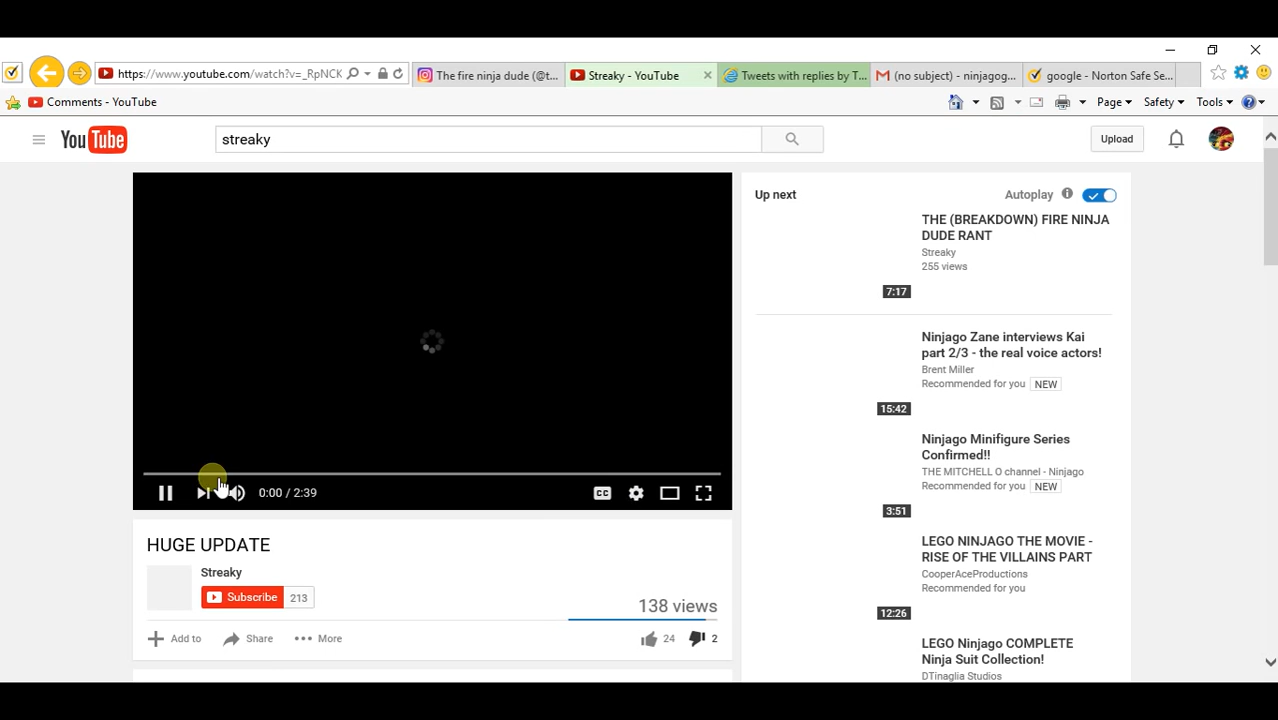 https://www.youtube.com/watch?v=_RpNCK
The fire ninja dude (@t...
Streaky - YouTube
Tweets with replies by T...
(no subject) - ninjagog...
google - Norton Safe Se...
Comments - YouTube
Page
Safety
Tools
YouTube
streaky
Upload
Up next
Autoplay
THE (BREAKDOWN) FIRE NINJA
DUDE RANT
Streaky
255 views
7:17
Ninjago Zane interviews Kai
part 2/3 - the real voice actors!
Brent Miller
Recommended for you NEW
15:42
Ninjago Minifigure Series
Confirmed!!
THE MITCHELL O channel - Ninjago
Recommended for you NEW
3:51
LEGO NINJAGO THE MOVIE -
RISE OF THE VILLAINS PART
CooperAceProductions
Recommended for you
12:26
LEGO Ninjago COMPLETE
Ninja Suit Collection!
DTinaglia Studios
0:00 / 2:39
CC
HUGE UPDATE
Streaky
Subscribe 213
138 views
Add to
Share
More
24
2